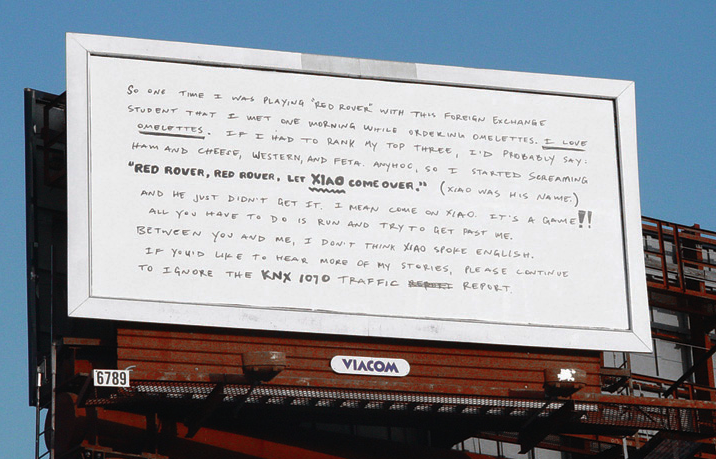 SO ONE TIME I WAS PLAYING "RED ROVER" WITH THIS FOREIGN EXCHANGE
STUDENT THAT I MET ONE MORNING WHILE ORDERING OMELETTES. I LOVE
OMELETTES. IF I HAD TO RANK MY TOP THREE, I'D PROBABLY SAY:
HAM AND CHEESE, WESTERN, AND FETA. ANYHOO, SO I STARTED SCREAMING
"RED ROVER, RED ROVER, LET XIAO COME OVER." (XIAO WAS HIS NAME.)
AND HE JUST DIDN'T GET IT. I MEAN COME ON XIAO. IT'S A GAME!!
ALL YOU HAVE TO DO IS RUN AND TRY TO GET PAST ME.
BETWEEN YOU AND ME, I DON'T THINK XIAO SPOKE ENGLISH.
IF YOU'D LIKE TO HEAR MORE OF MY STORIES, PLEASE CONTINUE
TO IGNORE THE KNX 1070 TRAFFIC REPORT.
VIACOM
6789